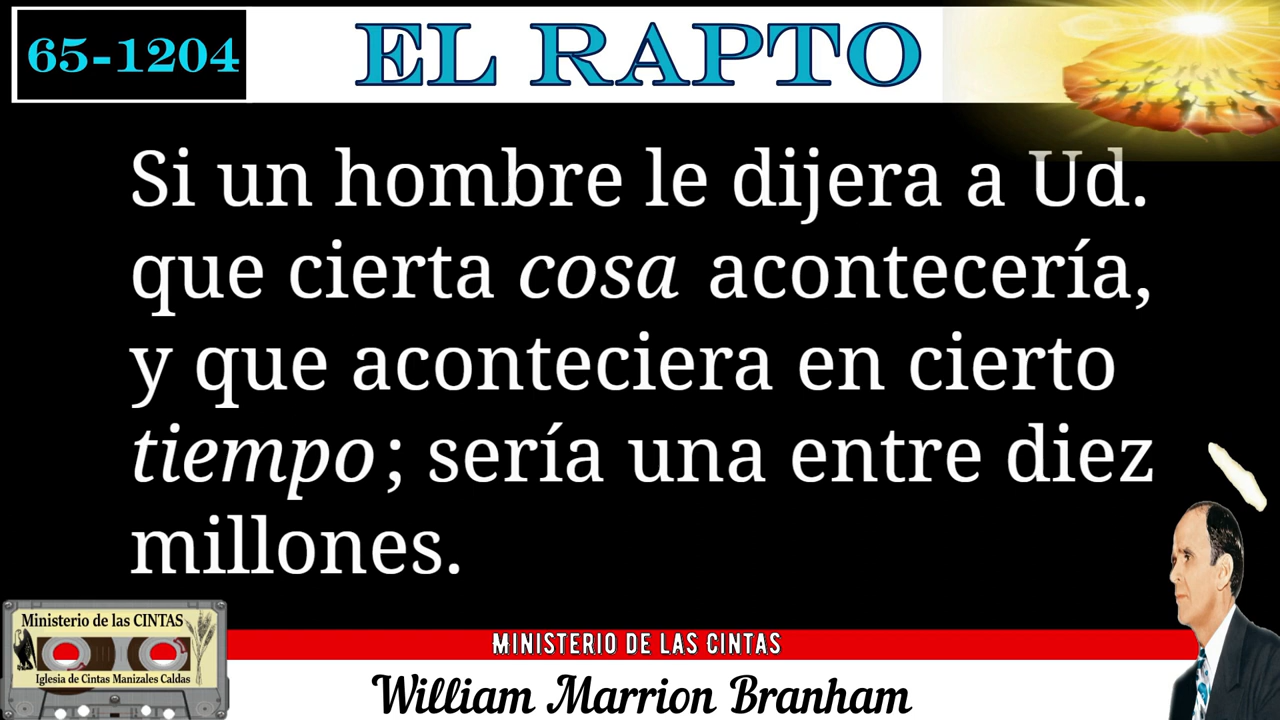 65-1204
EL RAPTO
Si un hombre le dijera a Ud.
que cierta cosa acontecería,
y que aconteciera en cierto
tiempo; sería una entre diez
millones.
Ministerio de las CINTAS
Iglesia de Cintas Manizales Caldas
MINISTERIO DE LAS CINTAS
William Marrion Branham